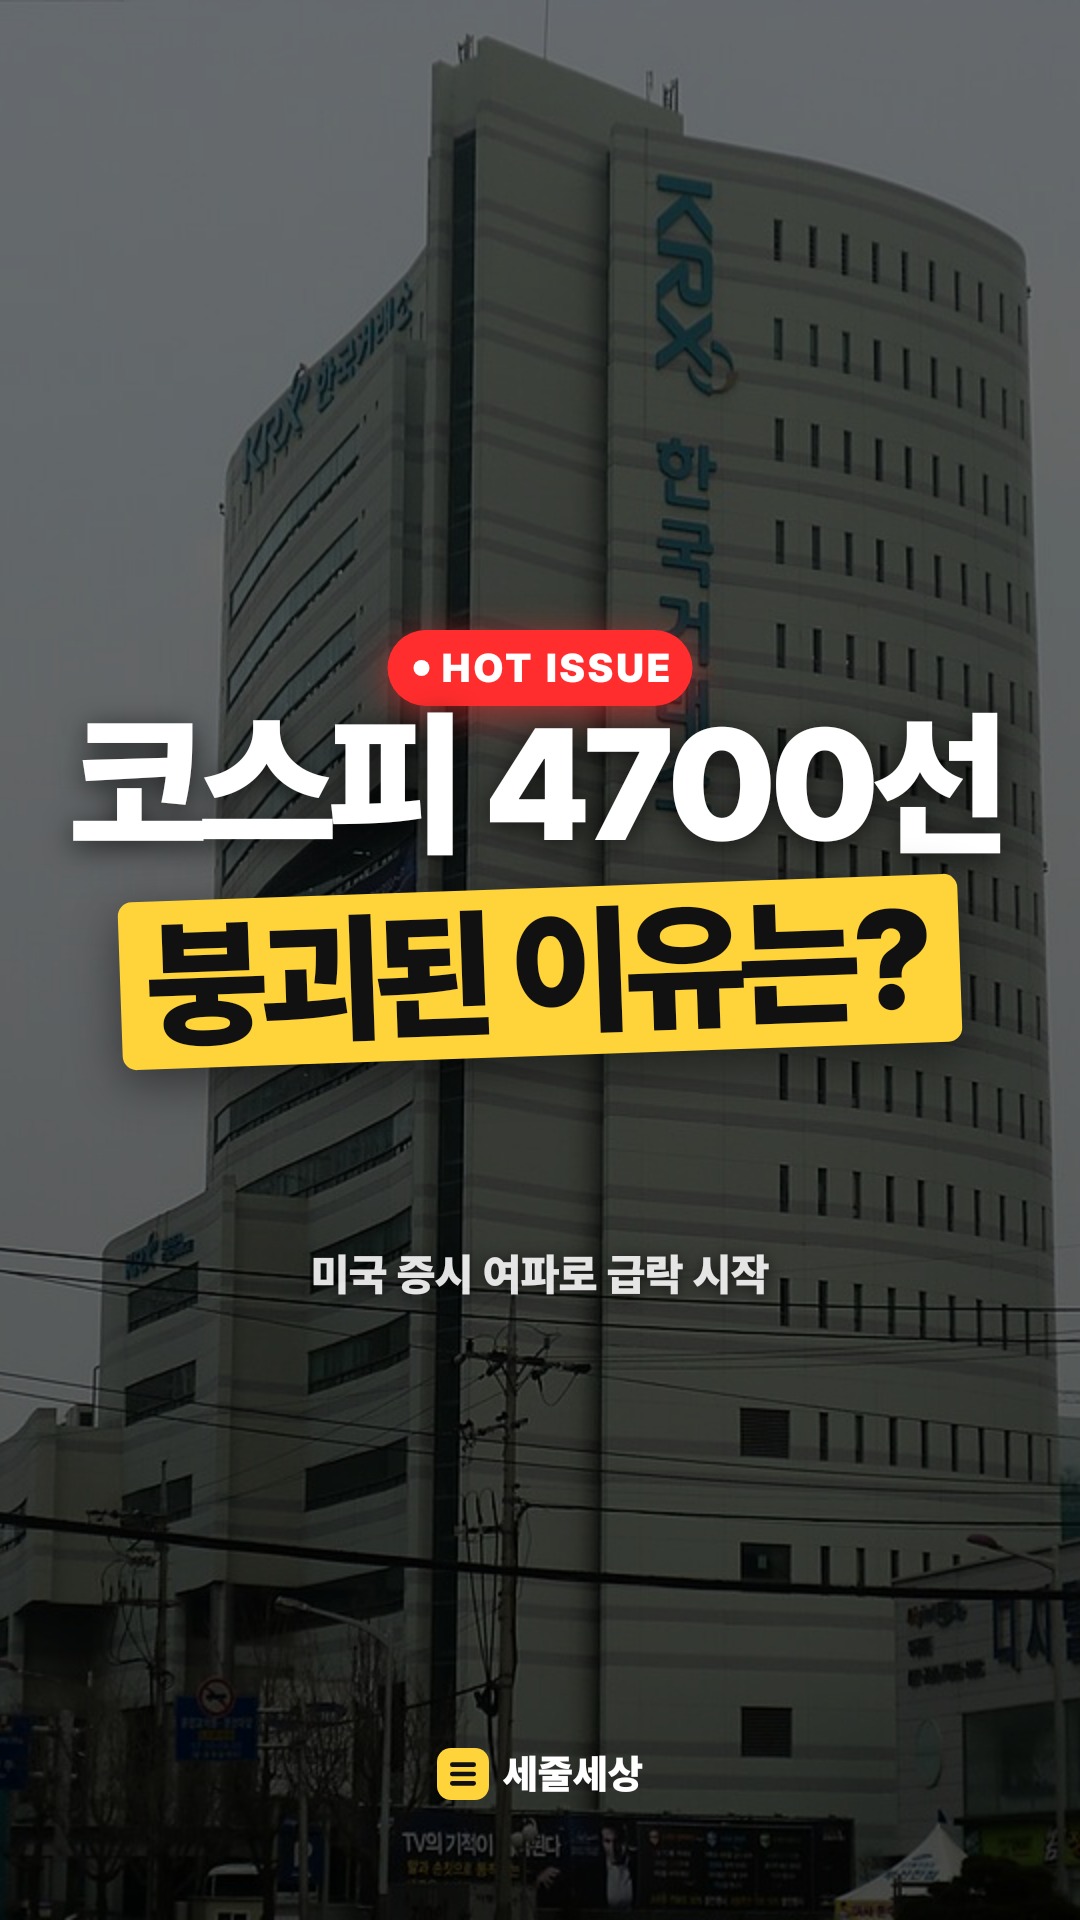 KRX 한국거래소
KRX 한국거
HOT ISSUE
코스피 4700선
붕괴된 이유는?
미국 증시 여파로 급락 시작
KRX
세줄세상
TV의 기적이